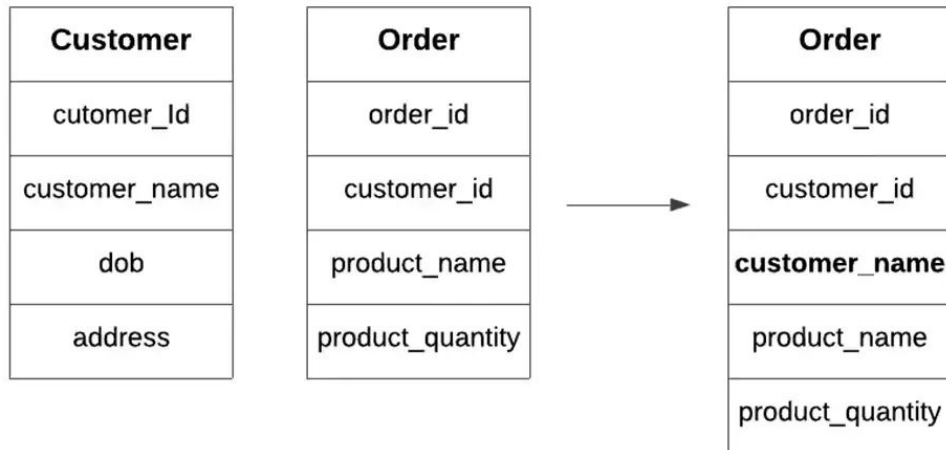 Customer
cutomer_Id
customer_name
dob
address
Order
order_id
customer_id
product_name
product_quantity
Order
order_id
customer_id
customer_name
product_name
product_quantity